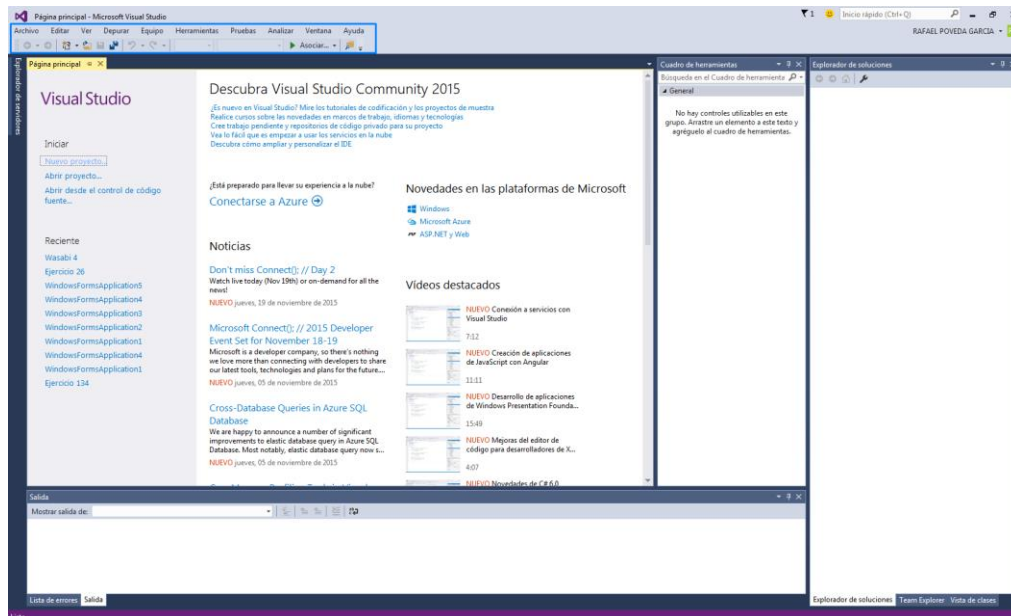 Página principal - Microsoft Visual Studio
1
Inicio rápido (Ctrl+Q)
Archivo Editar Ver Depurar Equipo Herramientas Pruebas Analizar Ventana Ayuda
RAFAEL POVEDA GARCIA
Asociar...
Explorador de servidores
Página principal
Visual Studio
Iniciar
Nuevo proyecto...
Abrir proyecto...
Abrir desde el control de código
fuente...
Reciente
Wasabi 4
Ejercicio 26
WindowsFormsApplication5
WindowsFormsApplication4
WindowsFormsApplication3
WindowsFormsApplication2
WindowsFormsApplication1
WindowsFormsApplication4
WindowsFormsApplication1
Ejercicio 134
Descubra Visual Studio Community 2015
¿Es nuevo en Visual Studio? Mire los tutoriales de codificación y los proyectos de muestra
Realice cursos sobre las novedades en marcos de trabajo, idiomas y tecnologías
Cree trabajo pendiente y repositorios de código privado para su proyecto
Vea lo fácil que es empezar a usar los servicios en la nube
Descubra cómo ampliar y personalizar el IDE
¿Está preparado para llevar su experiencia a la nube?
Conectarse a Azure
Noticias
Don't miss Connect(); // Day 2
Watch live today (Nov 19th) or on-demand for all the
news!
NUEVO jueves, 19 de noviembre de 2015
Microsoft Connect(); // 2015 Developer
Event Set for November 18-19
Microsoft is a developer company, so there's nothing
we love more than connecting with developers to share
our latest tools, technologies and plans for the future....
NUEVO jueves, 05 de noviembre de 2015
Cross-Database Queries in Azure SQL
Database
We are happy to announce a number of significant
improvements to elastic database query in Azure SQL
Database. Most notably, elastic database query now s...
NUEVO jueves, 05 de noviembre de 2015
Novedades en las plataformas de Microsoft
Windows
Microsoft Azure
ASP.NET y Web
Vídeos destacados
NUEVO Conexión a servicios con
Visual Studio
7:12
NUEVO Creación de aplicaciones
de JavaScript con Angular
11:11
NUEVO Desarrollo de aplicaciones
de Windows Presentation Founda...
15:49
NUEVO Mejoras del editor de
código para desarrolladores de X...
4:07
NUEVO Novedades de C# 6.0
Cuadro de herramientas
Búsqueda en el Cuadro de herramienta
General
No hay controles utilizables en este
grupo. Arrastre un elemento a este texto y
agréguelo al cuadro de herramientas.
Explorador de soluciones
Salida
Mostrar salida de:
Lista de errores Salida
Explorador de soluciones Team Explorer Vista de clases